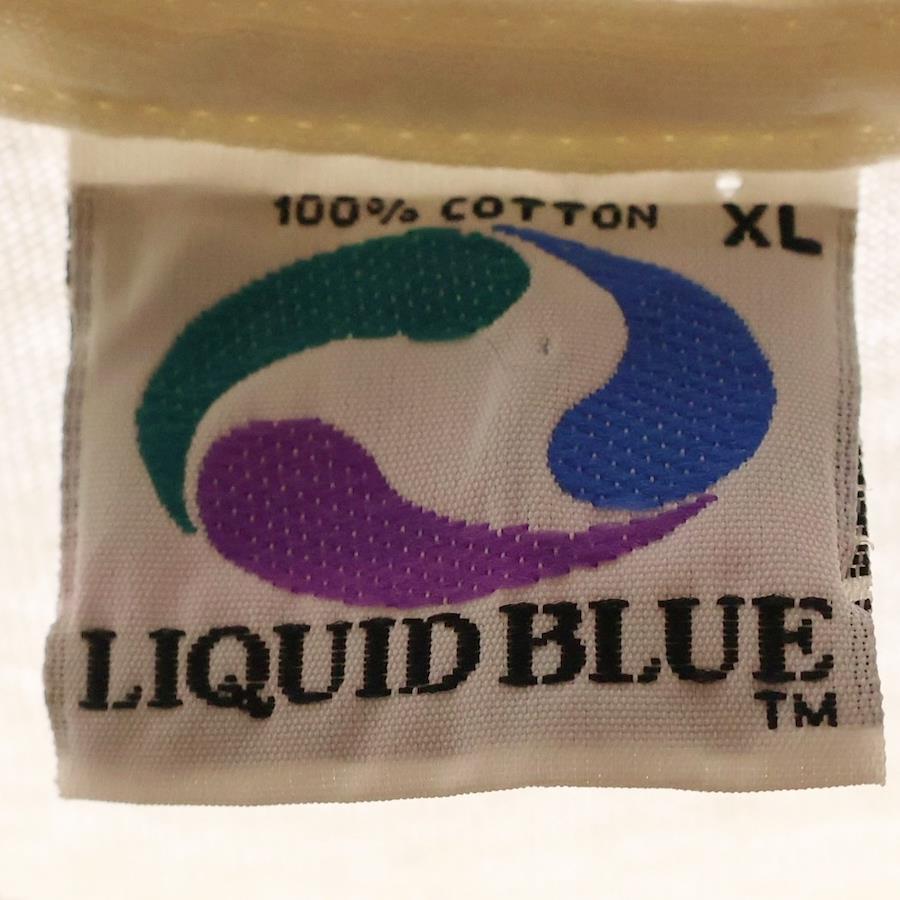 100% COTTON XL
LIQUID BLUE
TM